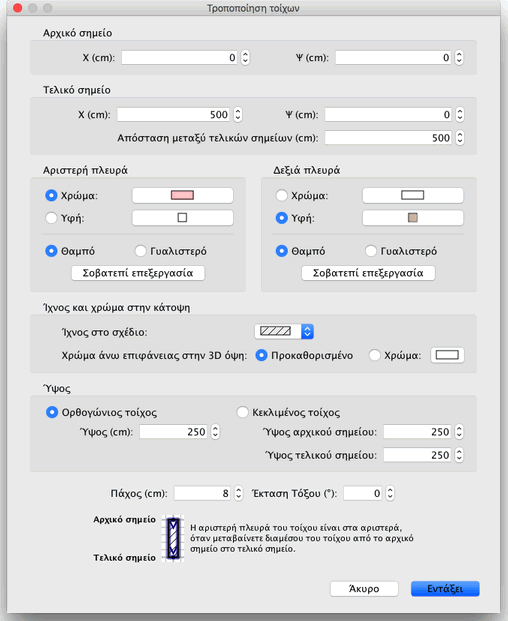 Τροποποίηση τοίχων
Αρχικό σημείο
X (cm): 0 Ψ (cm): 0
Τελικό σημείο
X (cm): 500 Ψ (cm): 0
Απόσταση μεταξύ τελικών σημείων (cm): 500
Αριστερή πλευρά Δεξιά πλευρά
Χρώμα: Χρώμα:
Υφή: Υφή:
Θαμπό Γυαλιστερό Θαμπό Γυαλιστερό
Σοβατεπί επεξεργασία Σοβατεπί επεξεργασία
Ίχνος και χρώμα στην κάτοψη
Ίχνος στο σχέδιο:
Χρώμα άνω επιφάνειας στην 3D όψη: Προκαθορισμένο Χρώμα:
Ύψος
Ορθογώνιος τοίχος Κεκλιμένος τοίχος
Ύψος (cm): 250 Ύψος αρχικού σημείου: 250
Ύψος τελικού σημείου: 250
Πάχος (cm): 8 Έκταση Τόξου (°): 0
Αρχικό σημείο
Τελικό σημείο
Η αριστερή πλευρά του τοίχου είναι στα αριστερά,
όταν μεταβαίνετε διαμέσου του τοίχου από το αρχικό
σημείο στο τελικό σημείο.
Άκυρο Εντάξει